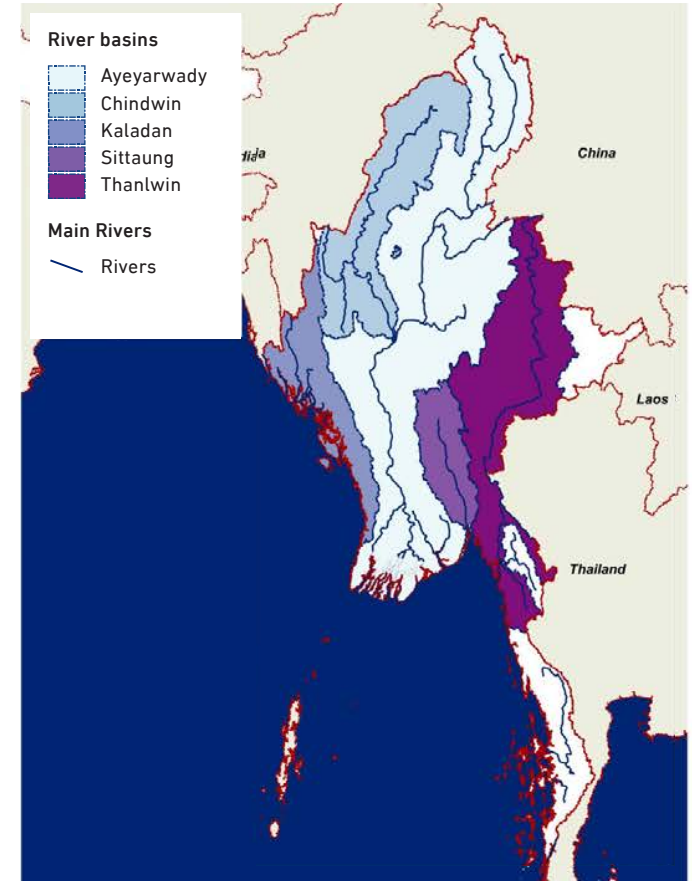 River basins
Ayeyarwady
Chindwin
Kaladan
Sittaung
Thanlwin
Main Rivers
Rivers
China
Laos
Thailand